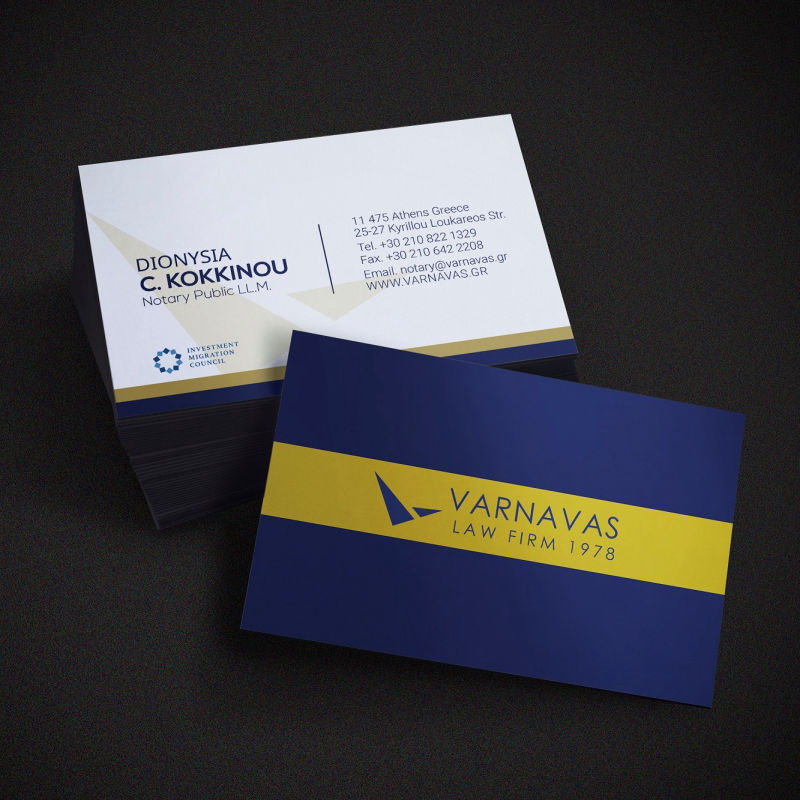 DIONYSIA
C. KOKKINOU
Notary Public LL.M.
INVESTMENT
MIGRATION
COUNCIL
11 475 Athens Greece
25-27 Kyrillou Loukareos Str.
Tel. +30 210 822 1329
Fax. +30 210 642 2208
Email. notary@varnavas.gr
WWW.VARNAVAS.GR
VARNAVAS
LAW FIRM 1978